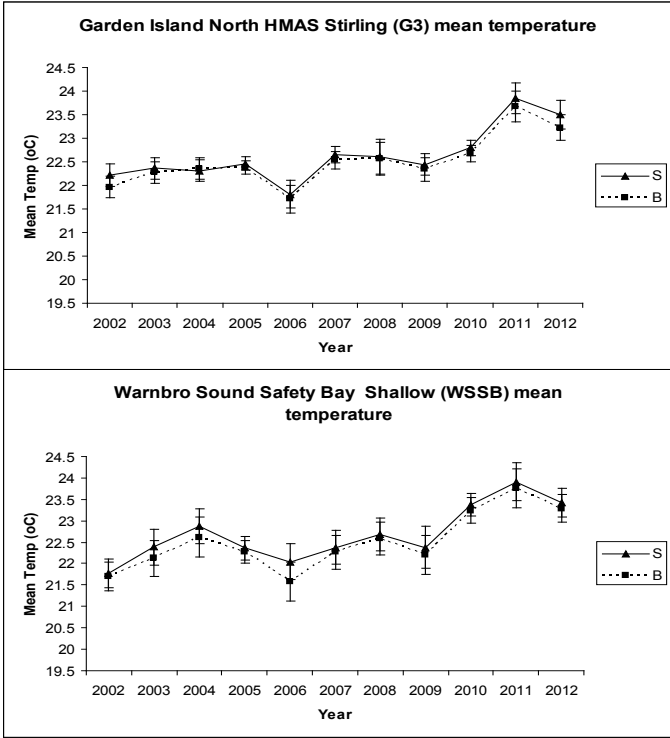 Garden Island North HMAS Stirling (G3) mean temperature
24.5
24
23.5
23
22.5
22
21.5
21
20.5
20
19.5
Mean Temp (oC)
2002 2003 2004 2005 2006 2007 2008 2009 2010 2011 2012
Year
S
B
Warnbro Sound Safety Bay Shallow (WSSB) mean
temperature
24.5
24
23.5
23
22.5
22
21.5
21
20.5
20
19.5
Mean Temp (oC)
2002 2003 2004 2005 2006 2007 2008 2009 2010 2011 2012
Year
S
B